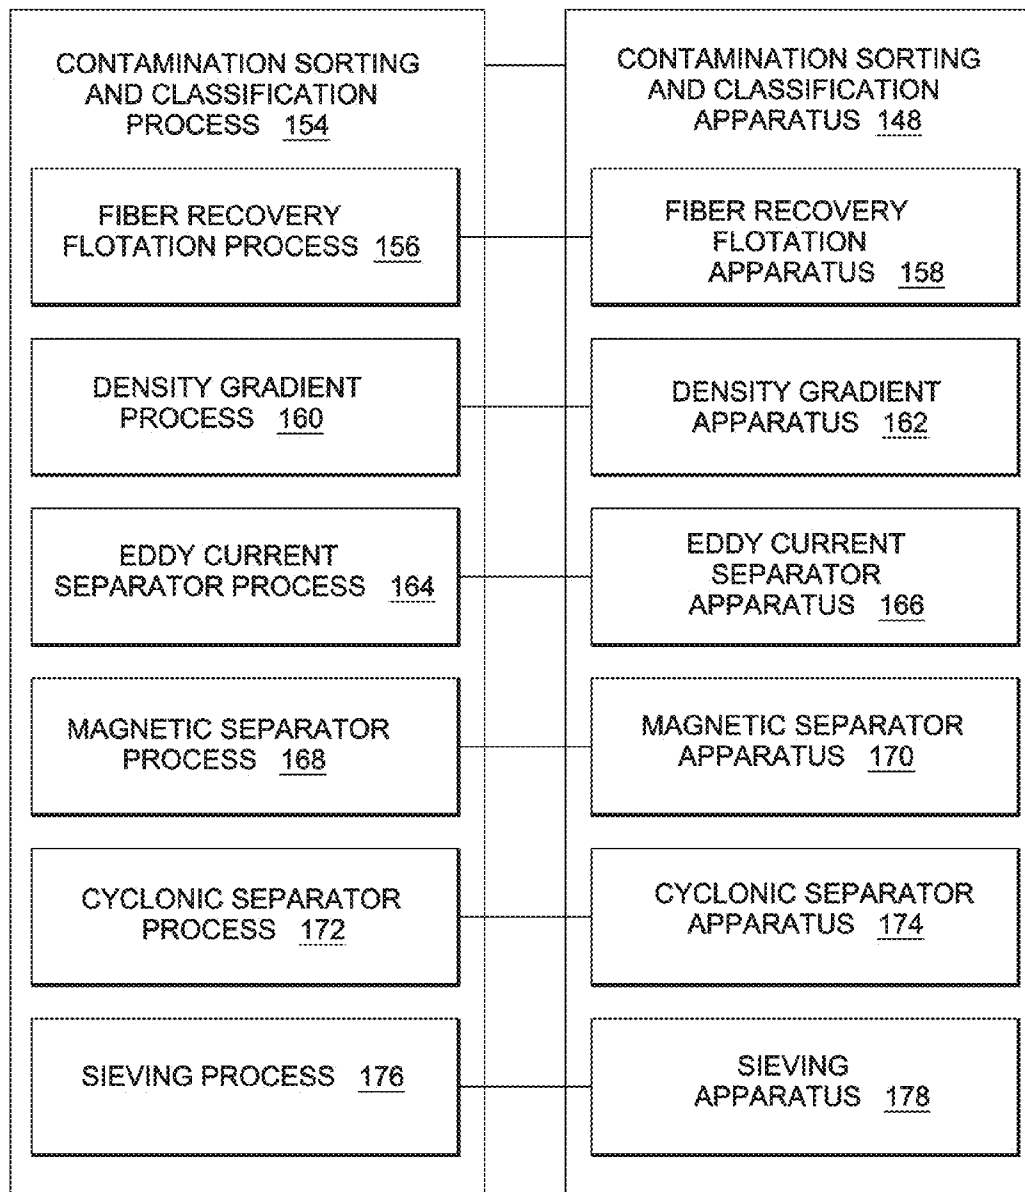 CONTAMINATION SORTING
AND CLASSIFICATION
PROCESS 154
FIBER RECOVERY
FLOTATION PROCESS 156
DENSITY GRADIENT
PROCESS 160
EDDY CURRENT
SEPARATOR PROCESS 164
MAGNETIC SEPARATOR
PROCESS 168
CYCLONIC SEPARATOR
PROCESS 172
SIEVING PROCESS 176
CONTAMINATION SORTING
AND CLASSIFICATION
APPARATUS 148
FIBER RECOVERY
FLOTATION
APPARATUS 158
DENSITY GRADIENT
APPARATUS 162
EDDY CURRENT
SEPARATOR
APPARATUS 166
MAGNETIC SEPARATOR
APPARATUS 170
CYCLONIC SEPARATOR
APPARATUS 174
SIEVING
APPARATUS 178